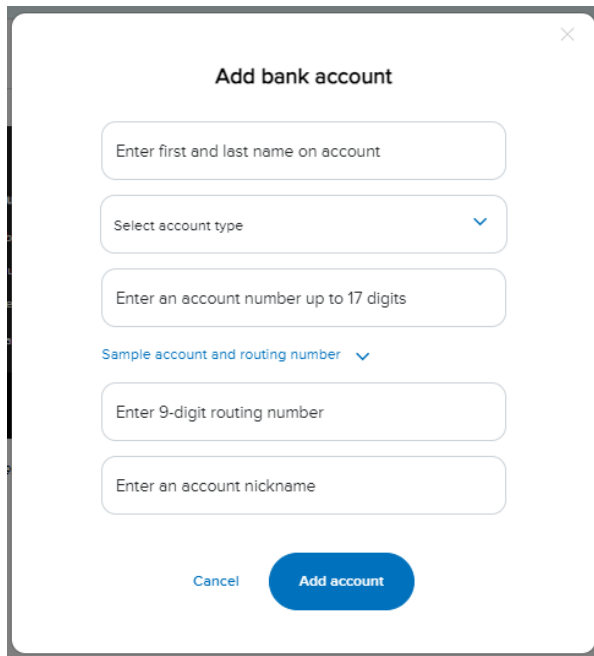 Add bank account
Enter first and last name on account
Select account type
Enter an account number up to 17 digits
Sample account and routing number
Enter 9-digit routing number
Enter an account nickname
Cancel
Add account